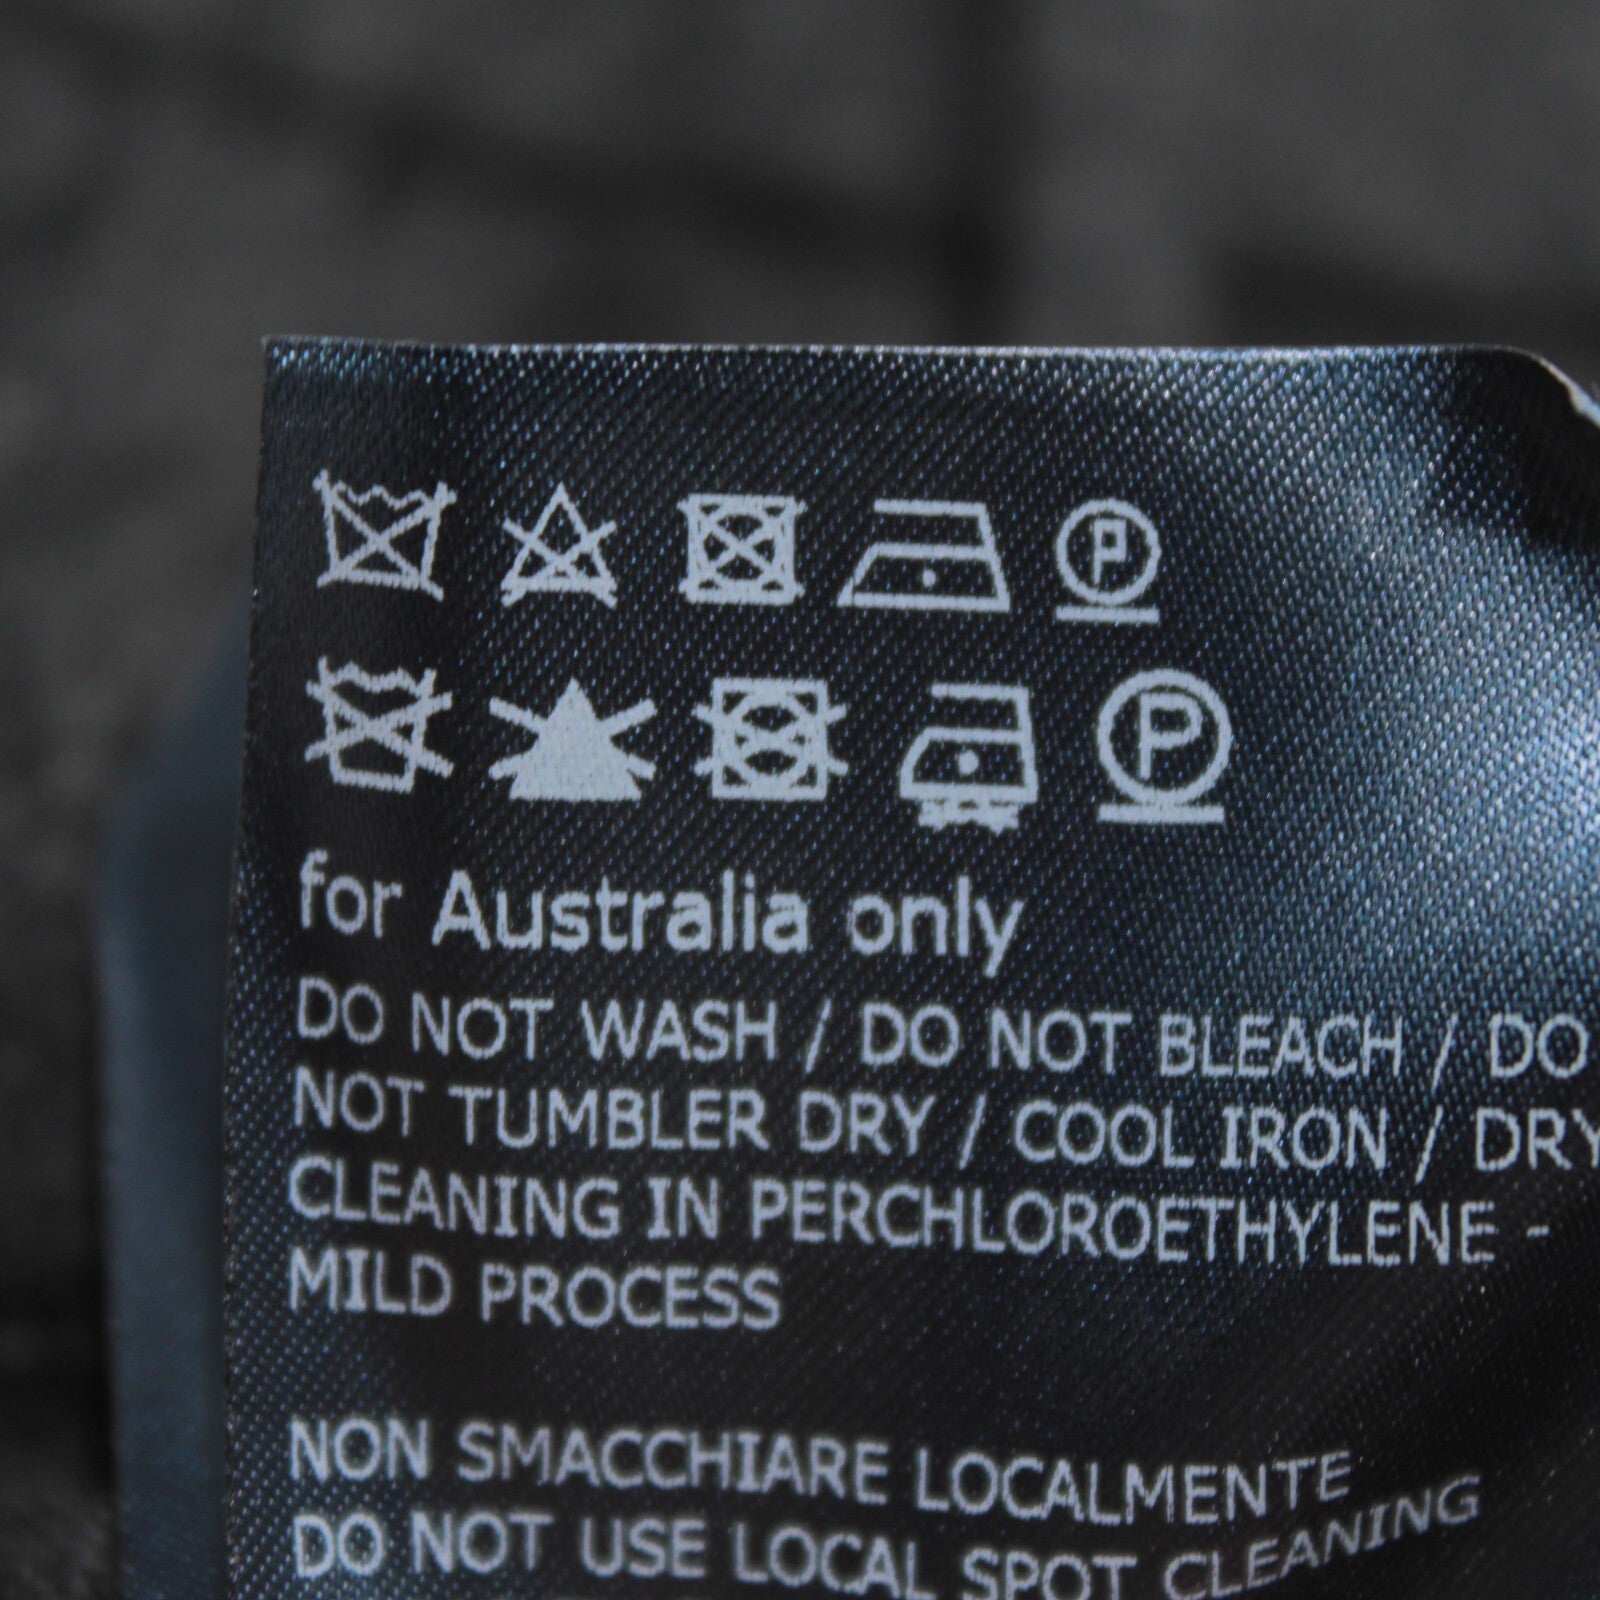 P
P
for Australia only
DO NOT WASH / DO NOT BLEACH / DO
NOT TUMBLER DRY / COOL IRON / DRY
CLEANING IN PERCHLOROETHYLENE -
MILD PROCESS
NON SMACCHIARE LOCALMENTE
DO NOT USE LOCAL SPOT CLEANING